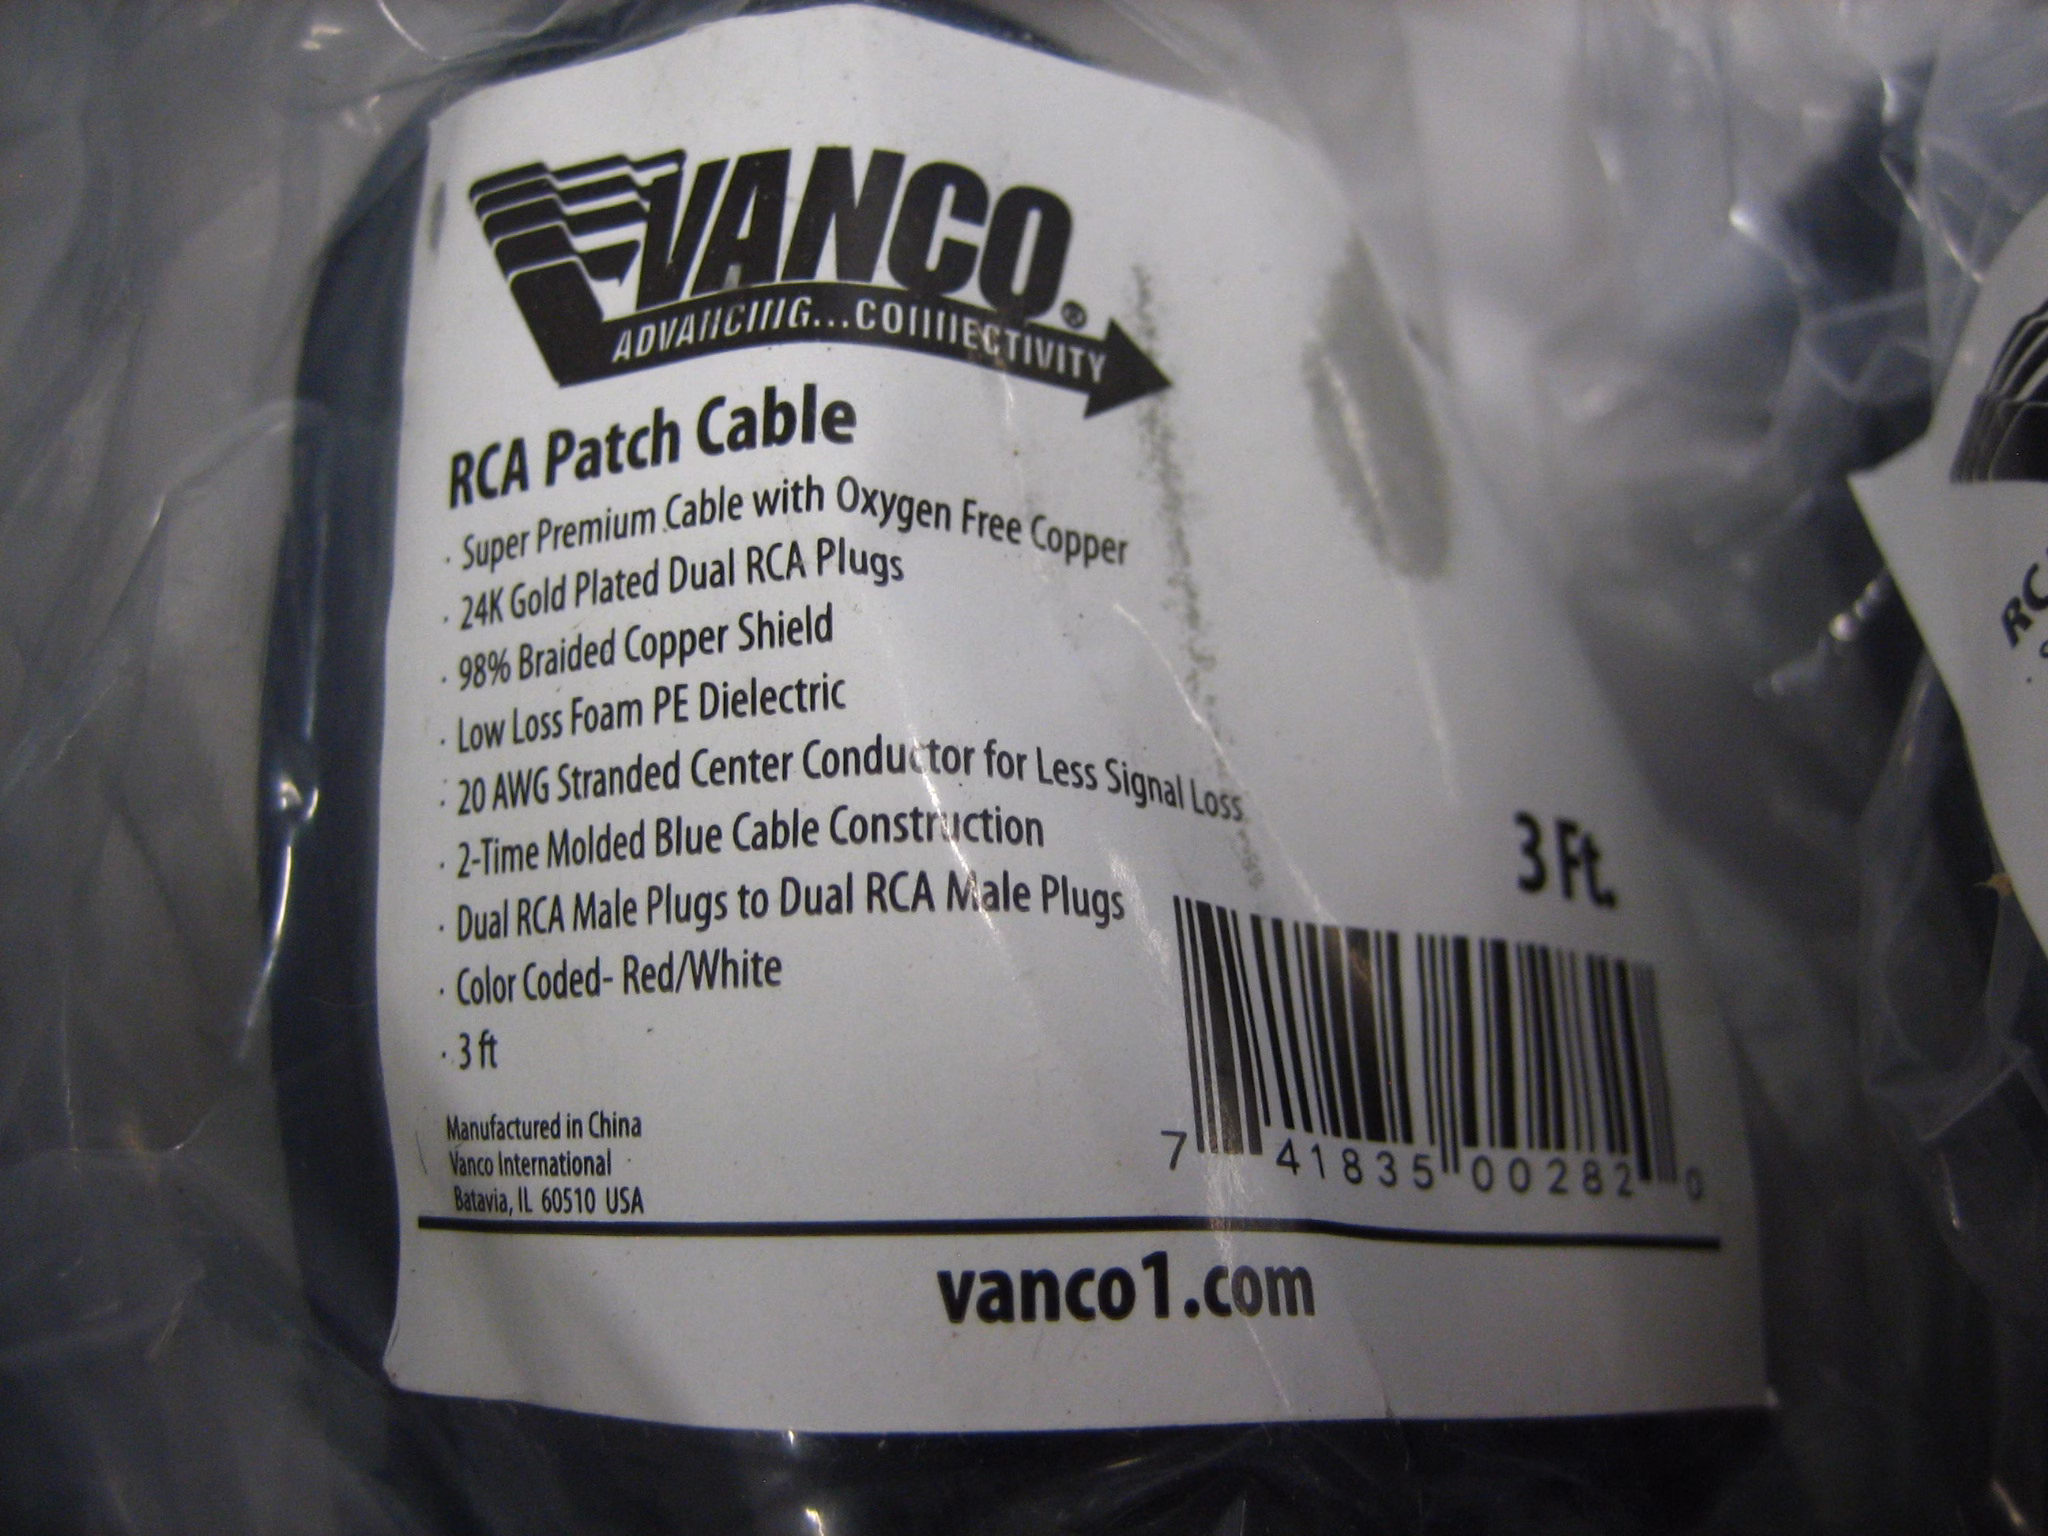 VANCO®
ADVANCING...CONNECTIVITY
RCA Patch Cable
· Super Premium Cable with Oxygen Free Copper
· 24K Gold Plated Dual RCA Plugs
· 98% Braided Copper Shield
· Low Loss Foam PE Dielectric
· 20 AWG Stranded Center Conductor for Less Signal Loss
· 2-Time Molded Blue Cable Construction
· Dual RCA Male Plugs to Dual RCA Male Plugs
· Color Coded- Red/White
· 3 ft
3 Ft.
7 41835 00282 0
Manufactured in China
Vanco International
Batavia, IL 60510 USA
vanco1.com